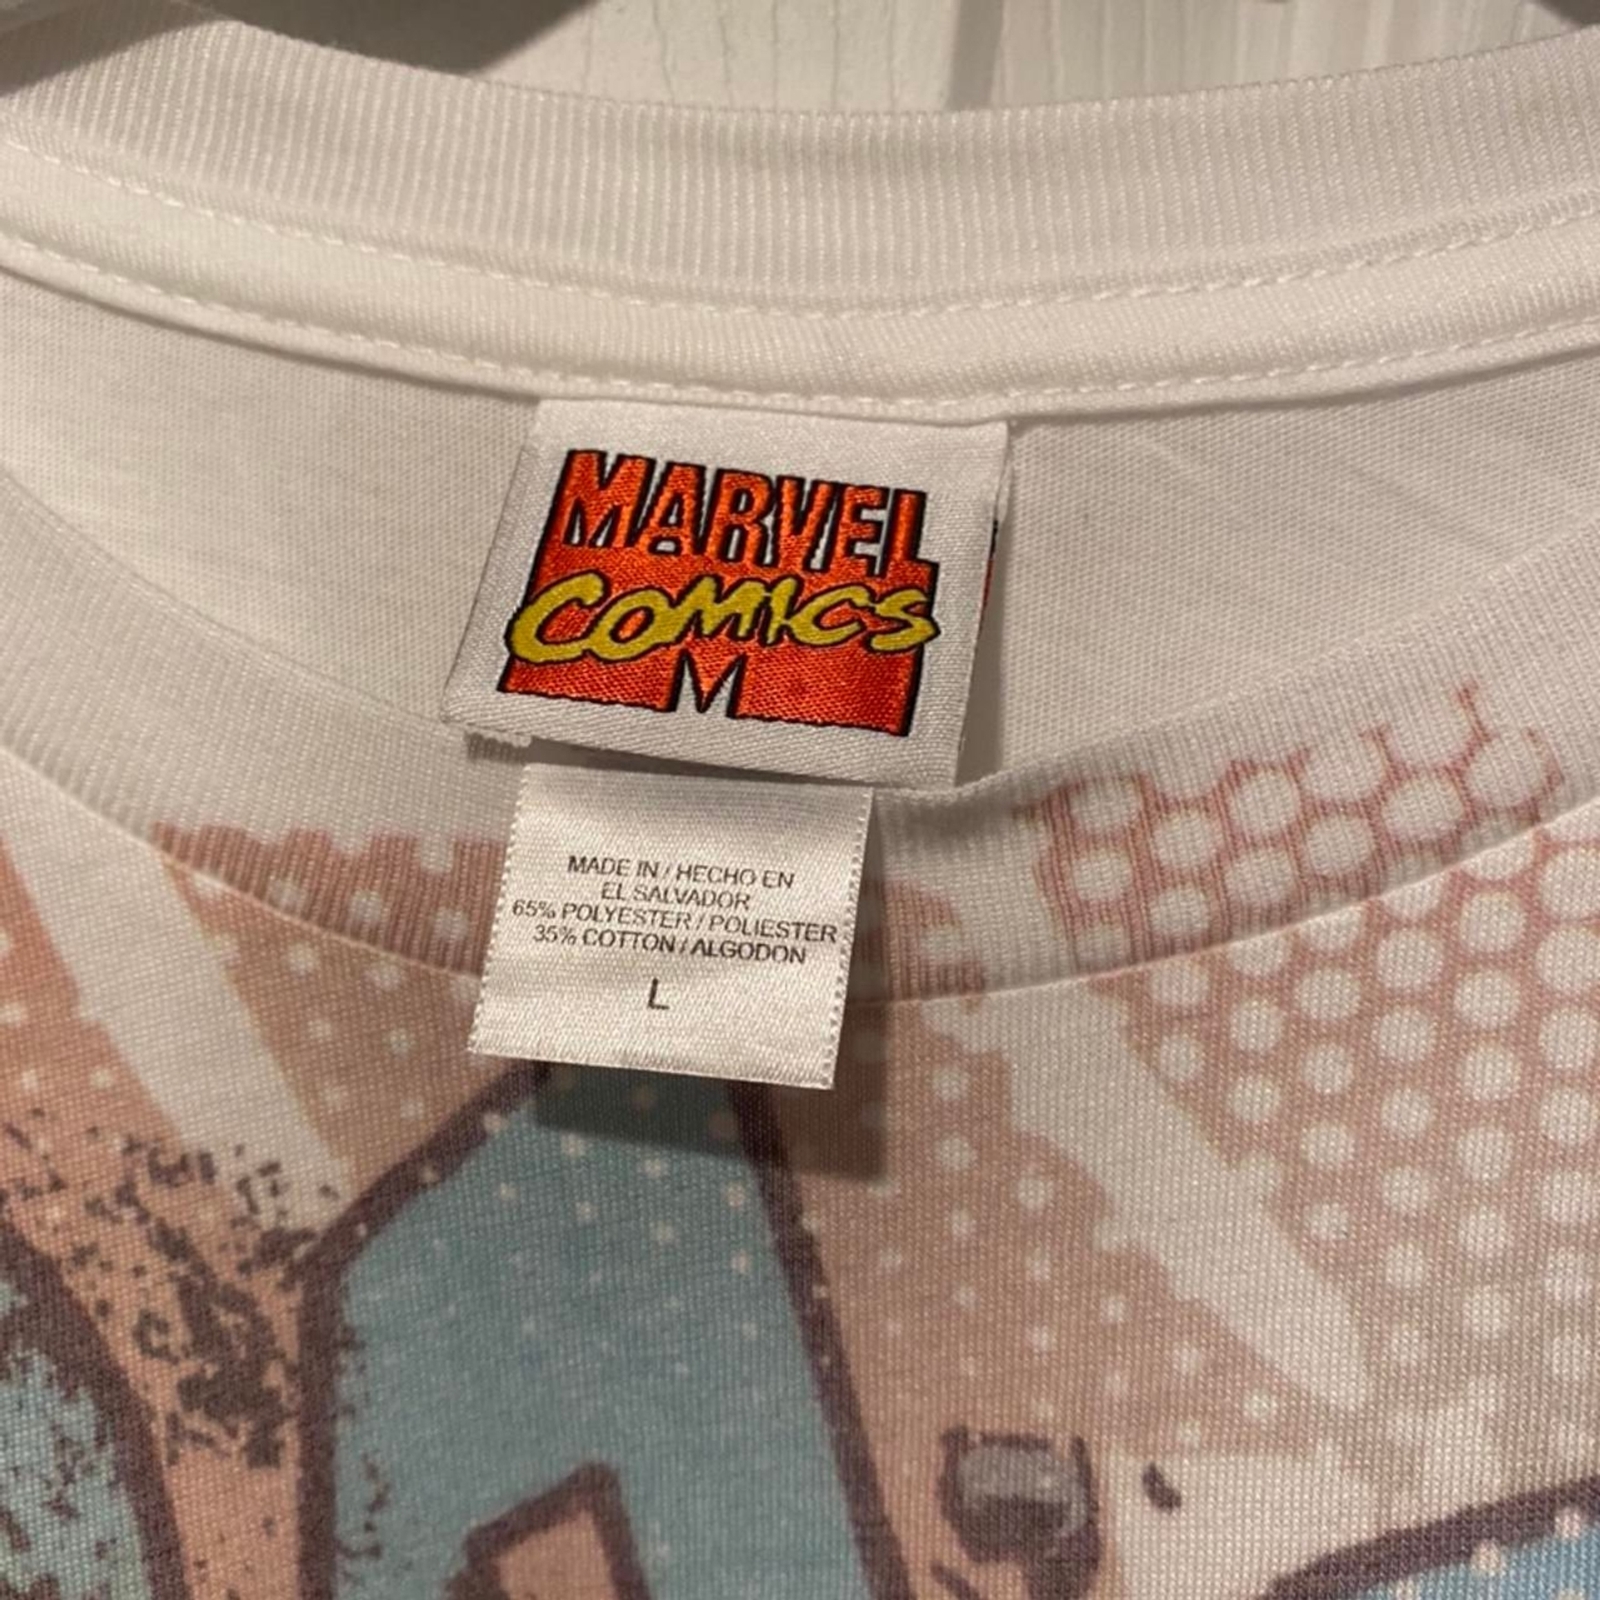 MARVEL
COMICS
M
MADE IN / HECHO EN
EL SALVADOR
65% POLYESTER / POLIESTER
35% COTTON / ALGODON
L